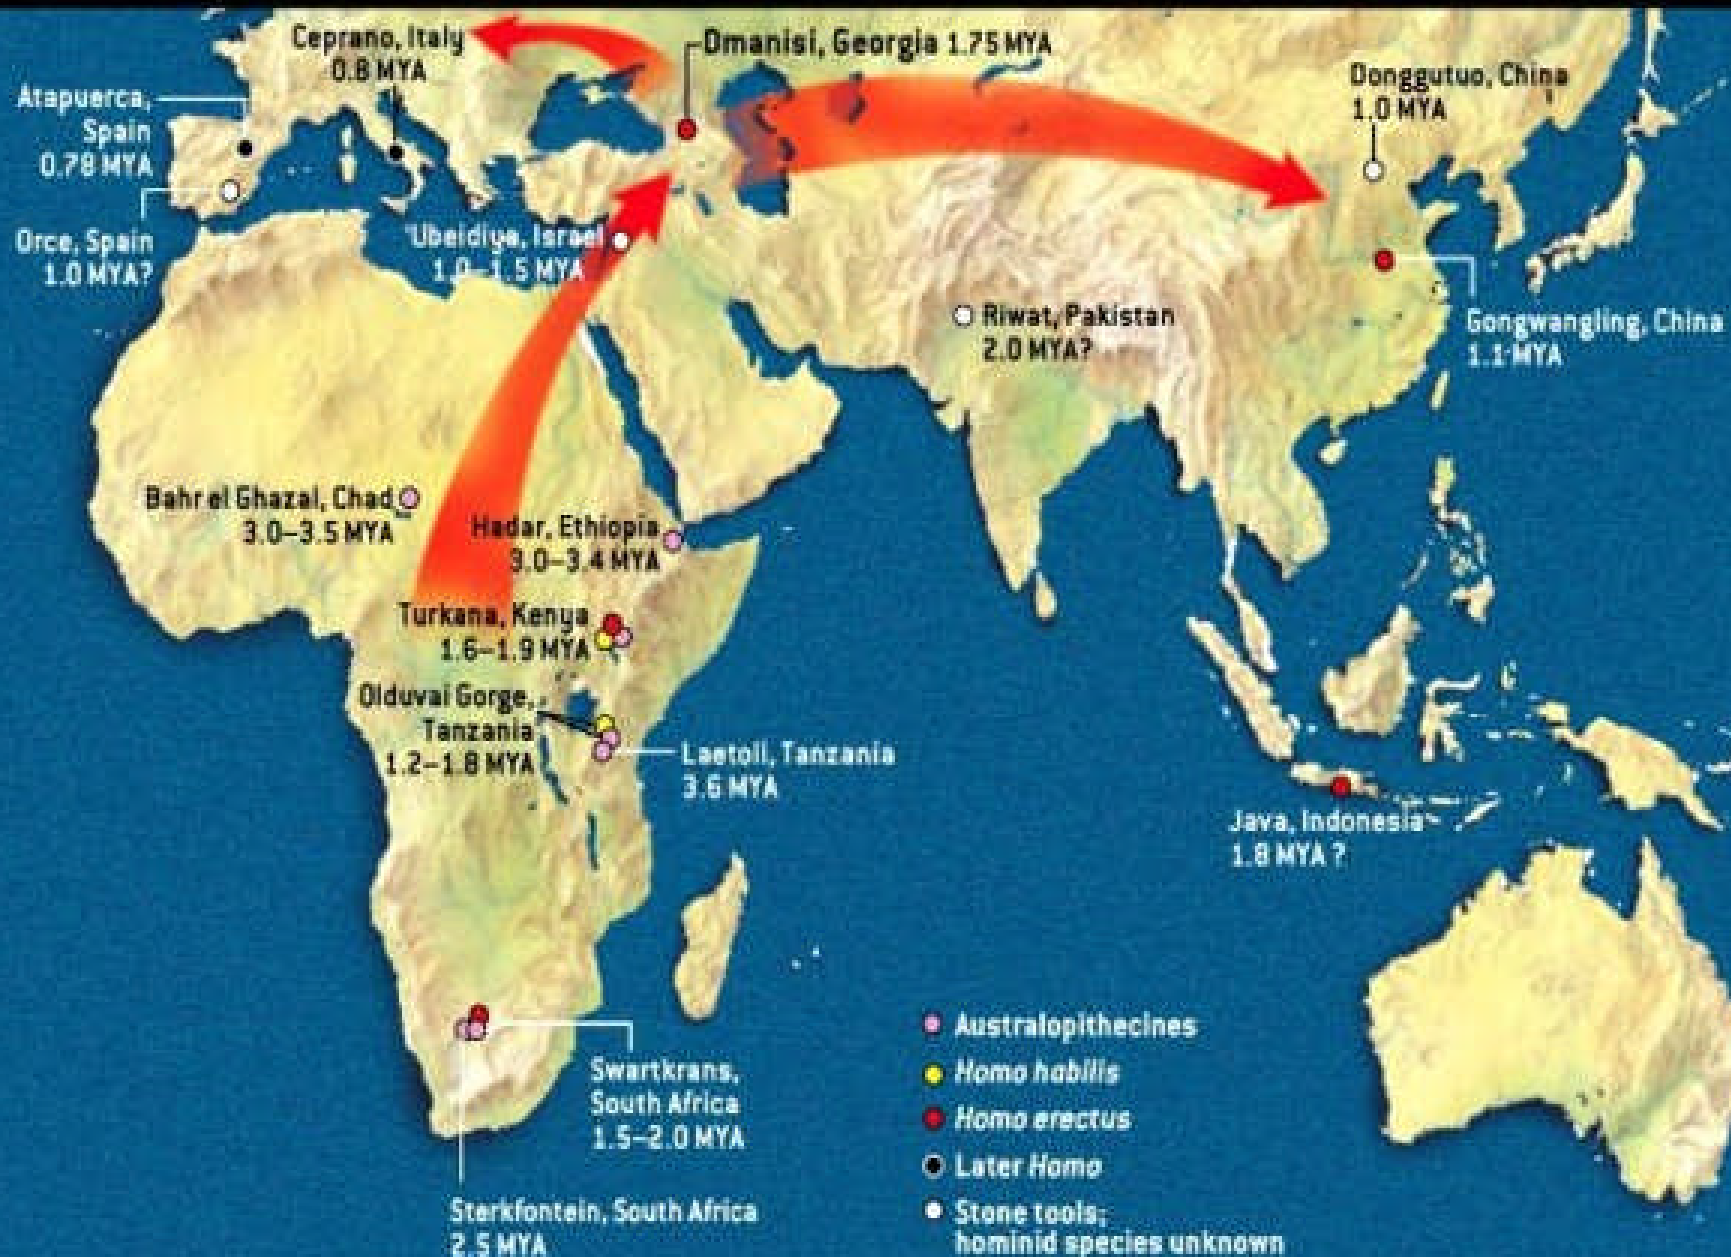 Ceprano, Italy
0.8 MYA
Dmanisi, Georgia 1.75 MYA
Donggutuo, China
1.0 MYA
Atapuerca,
Spain
0.78 MYA
Orce, Spain
1.0 MYA?
'Ubeidiya, Israel
1.0–1.5 MYA
Riwat, Pakistan
2.0 MYA?
Gongwangling, China
1.1 MYA
Bahr el Ghazal, Chad
3.0–3.5 MYA
Hadar, Ethiopia
3.0–3.4 MYA
Turkana, Kenya
1.6–1.9 MYA
Olduvai Gorge,
Tanzania
1.2–1.8 MYA
Laetoli, Tanzania
3.6 MYA
Java, Indonesia
1.8 MYA ?
Swartkrans,
South Africa
1.5–2.0 MYA
Sterkfontein, South Africa
2.5 MYA
Australopithecines
Homo habilis
Homo erectus
Later Homo
Stone tools;
hominid species unknown